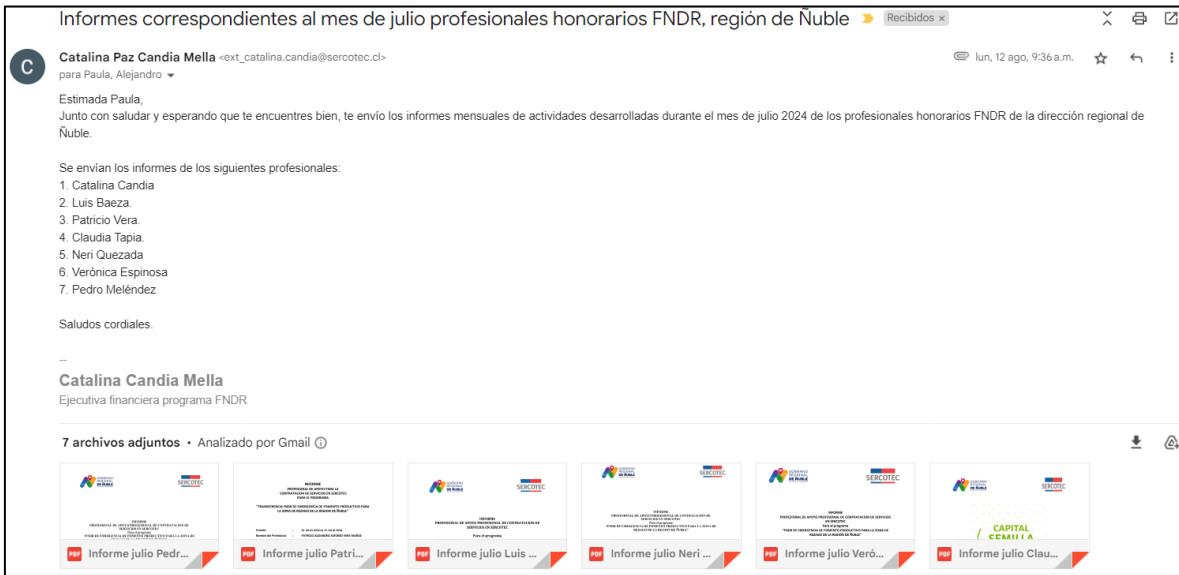 Informes correspondientes al mes de julio profesionales honorarios FNDR, región de Ñuble Recibidos x
Catalina Paz Candia Mella <ext_catalina.candia@sercotec.cl> lun, 12 ago, 9:36 a.m.
C
para Paula, Alejandro
Estimada Paula,
Junto con saludar y esperando que te encuentres bien, te envío los informes mensuales de actividades desarrolladas durante el mes de julio 2024 de los profesionales honorarios FNDR de la dirección regional de
Ñuble.
Se envían los informes de los siguientes profesionales:
1. Catalina Candia
2. Luis Baeza.
3. Patricio Vera.
4. Claudia Tapia.
5. Neri Quezada
6. Verónica Espinosa
7. Pedro Meléndez
Saludos cordiales.
--
Catalina Candia Mella
Ejecutiva financiera programa FNDR
7 archivos adjuntos • Analizado por Gmail
SERCOTEC SERCOTEC SERCOTEC SERCOTEC SERCOTEC
CAPITAL
SEMILLA
PDF Informe julio Pedr... PDF Informe julio Patri... PDF Informe julio Luis ... PDF Informe julio Neri ... PDF Informe julio Veró... PDF Informe julio Clau...